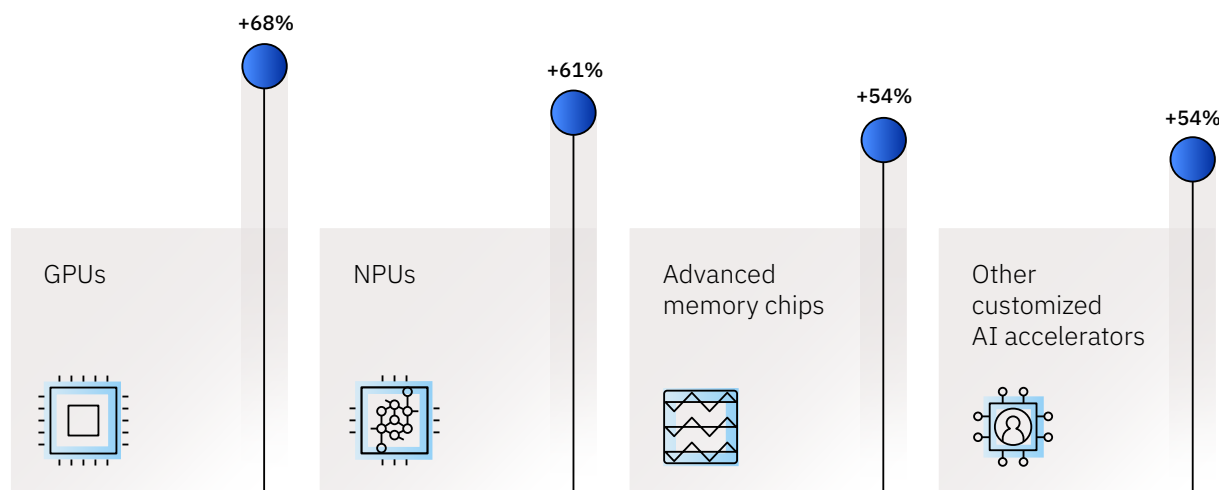 +68%
+61%
+54%
+54%
GPUs
NPUs
Advanced
memory chips
Other
customized
AI accelerators